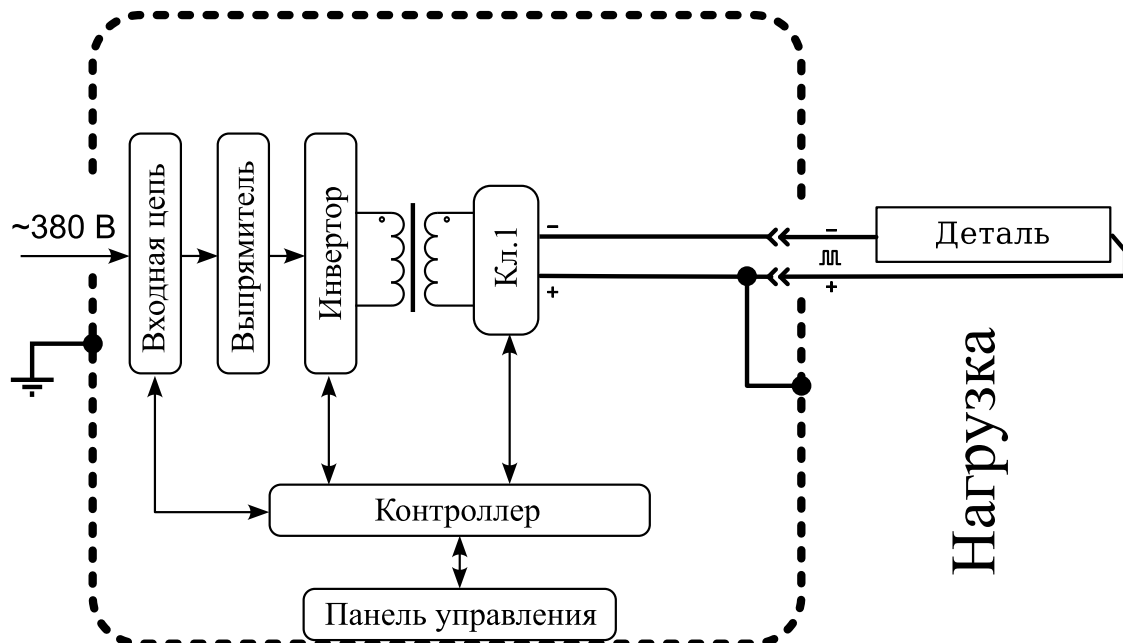 ~380 В
Входная цепь
Выпрямитель
Инвертор
Кл.1
−
+
−
+
Деталь
Нагрузка
Контроллер
Панель управления